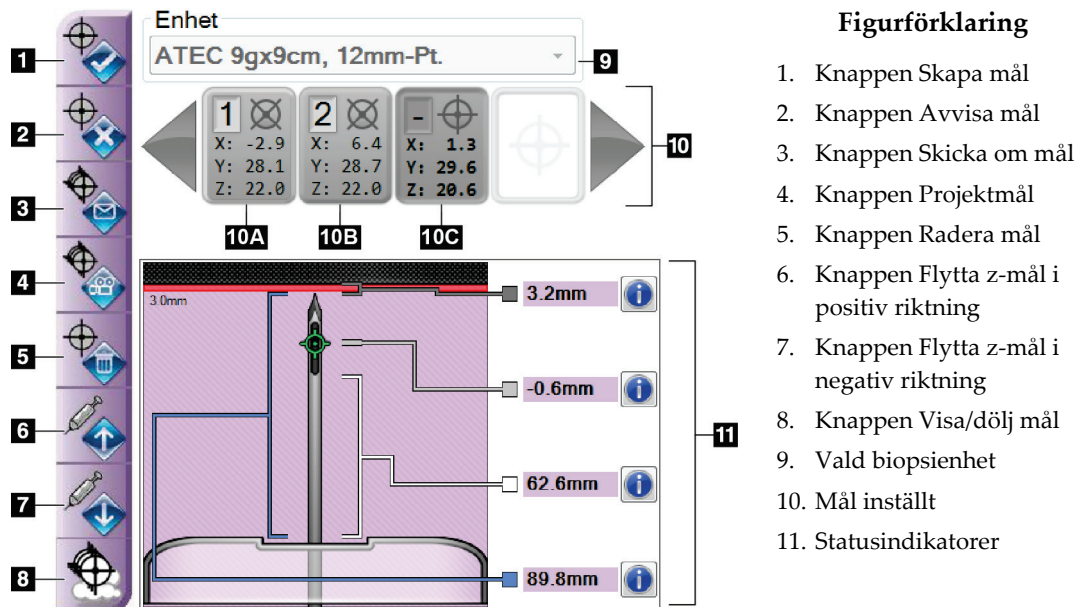 Enhet
ATEC 9gx9cm, 12mm-Pt.
1
2
3
4
5
6
7
8
9
10
1
X: -2.9
Y: 28.1
Z: 22.0
2
X: 6.4
Y: 28.7
Z: 22.0
-
X: 1.3
Y: 29.6
Z: 20.6
10A
10B
10C
3.0mm
3.2mm
-0.6mm
62.6mm
89.8mm
11
Figurförklaring
1. Knappen Skapa mål
2. Knappen Avvisa mål
3. Knappen Skicka om mål
4. Knappen Projektmål
5. Knappen Radera mål
6. Knappen Flytta z-mål i
positiv riktning
7. Knappen Flytta z-mål i
negativ riktning
8. Knappen Visa/dölj mål
9. Vald biopsienhet
10. Mål inställt
11. Statusindikatorer